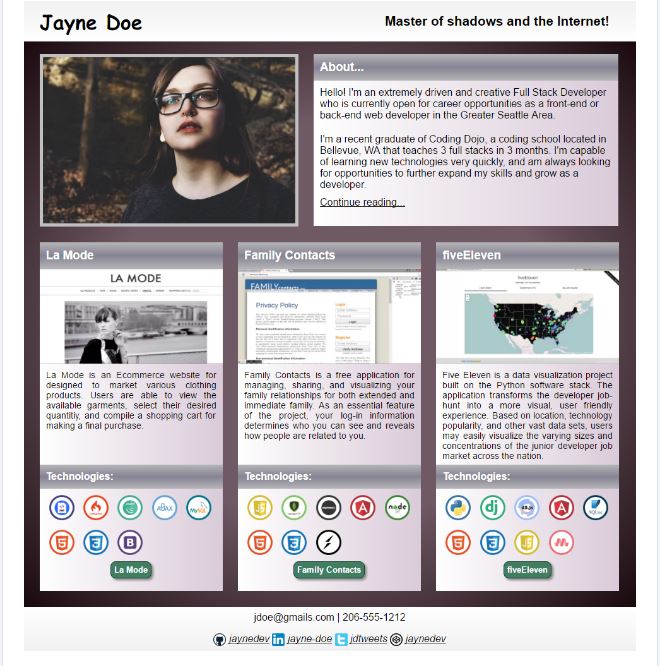 Jayne Doe
Master of shadows and the Internet!
About...
Hello! I'm an extremely driven and creative Full Stack Developer
who is currently open for career opportunities as a front-end or
back-end web developer in the Greater Seattle Area.
I'm a recent graduate of Coding Dojo, a coding school located in
Bellevue, WA that teaches 3 full stacks in 3 months. I'm capable
of learning new technologies very quickly, and am always looking
for opportunities to further expand my skills and grow as a
developer.
Continue reading...
La Mode
LA MODE
La Mode is an Ecommerce website for
designed to market various clothing
products. Users are able to view the
available garments, select their desired
quantity, and compile a shopping cart for
making a final purchase.
Technologies:
AJAX
MySQL
La Mode
Family Contacts
FAMILY
Privacy Policy
Family Contacts is a free application for
managing, sharing, and visualizing your
family relationships for both extended and
immediate family. As an essential feature
of the project, your log-in information
determines who you can see and reveals
how people are related to you.
Technologies:
node
Family Contacts
fiveEleven
fiveEleven
Five Eleven is a data visualization project
built on the Python software stack. The
application transforms the developer job-
hunt into a more visual, user friendly
experience. Based on location, technology
popularity, and other vast data sets, users
may easily visualize the varying sizes and
concentrations of the junior developer job
market across the nation.
Technologies:
dj
fiveEleven
jdoe@gmails.com | 206-555-1212
jaynedev jayne-doe jdtweets jaynedev